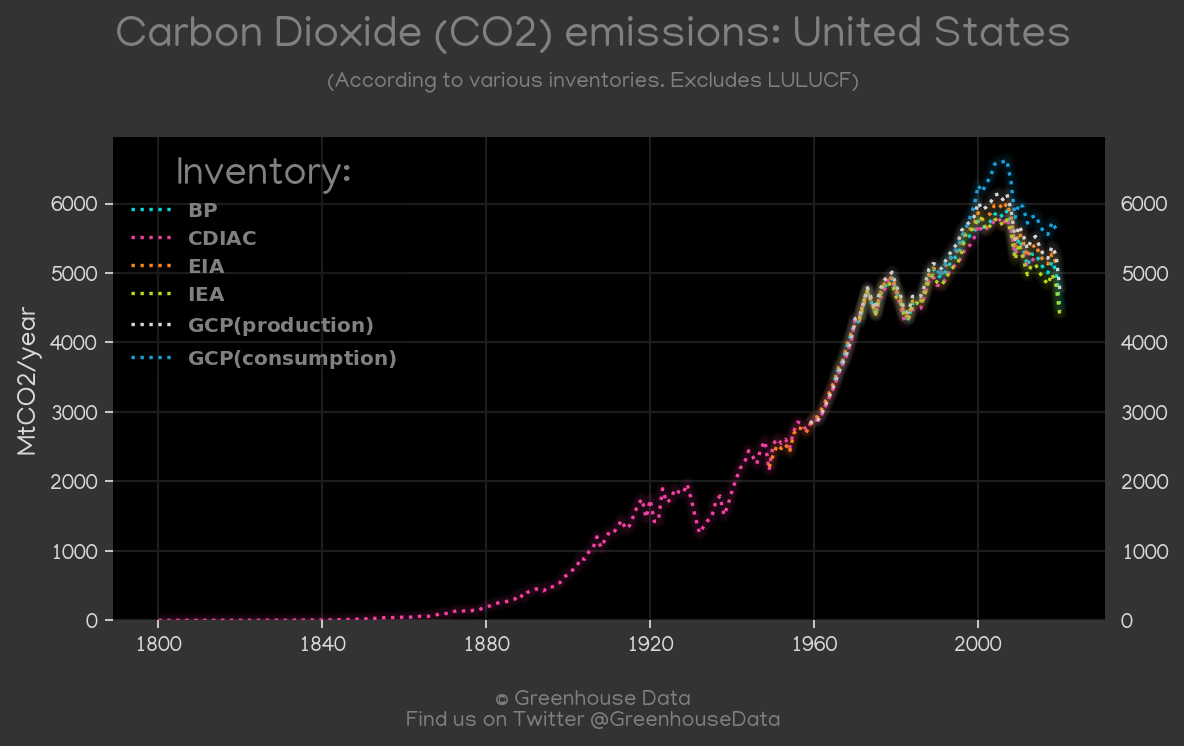 Carbon Dioxide (CO2) emissions: United States
(According to various inventories. Excludes LULUCF)
Inventory:
BP
CDIAC
EIA
IEA
GCP(production)
GCP(consumption)
MtCO2/year
6000
5000
4000
3000
2000
1000
0
6000
5000
4000
3000
2000
1000
0
1800 1840 1880 1920 1960 2000
© Greenhouse Data
Find us on Twitter @GreenhouseData